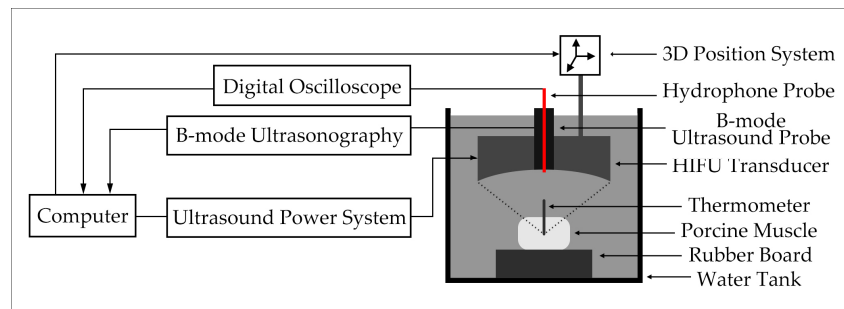 3D Position System
Digital Oscilloscope
Hydrophone Probe
B-mode Ultrasonography
B-mode
Ultrasound Probe
HIFU Transducer
Computer
Ultrasound Power System
Thermometer
Porcine Muscle
Rubber Board
Water Tank